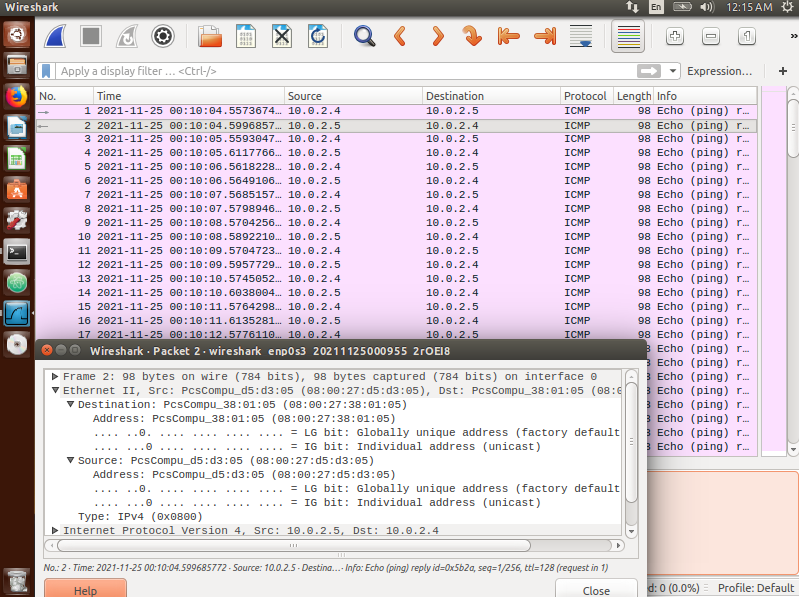 Wireshark En 12:15 AM
Apply a display filter ... <Ctrl-/> Expression… +
No. Time Source Destination Protocol Length Info
1 2021-11-25 00:10:04.5573674… 10.0.2.4 10.0.2.5 ICMP 98 Echo (ping) r…
2 2021-11-25 00:10:04.5996857… 10.0.2.5 10.0.2.4 ICMP 98 Echo (ping) r…
3 2021-11-25 00:10:05.5593047… 10.0.2.4 10.0.2.5 ICMP 98 Echo (ping) r…
4 2021-11-25 00:10:05.6117766… 10.0.2.5 10.0.2.4 ICMP 98 Echo (ping) r…
5 2021-11-25 00:10:06.5618228… 10.0.2.4 10.0.2.5 ICMP 98 Echo (ping) r…
6 2021-11-25 00:10:06.5649106… 10.0.2.5 10.0.2.4 ICMP 98 Echo (ping) r…
7 2021-11-25 00:10:07.5685157… 10.0.2.4 10.0.2.5 ICMP 98 Echo (ping) r…
8 2021-11-25 00:10:07.5798946… 10.0.2.5 10.0.2.4 ICMP 98 Echo (ping) r…
9 2021-11-25 00:10:08.5704256… 10.0.2.4 10.0.2.5 ICMP 98 Echo (ping) r…
10 2021-11-25 00:10:08.5892210… 10.0.2.5 10.0.2.4 ICMP 98 Echo (ping) r…
11 2021-11-25 00:10:09.5704723… 10.0.2.4 10.0.2.5 ICMP 98 Echo (ping) r…
12 2021-11-25 00:10:09.5957729… 10.0.2.5 10.0.2.4 ICMP 98 Echo (ping) r…
13 2021-11-25 00:10:10.5745052… 10.0.2.4 10.0.2.5 ICMP 98 Echo (ping) r…
14 2021-11-25 00:10:10.6038004… 10.0.2.5 10.0.2.4 ICMP 98 Echo (ping) r…
15 2021-11-25 00:10:11.5764298… 10.0.2.4 10.0.2.5 ICMP 98 Echo (ping) r…
16 2021-11-25 00:10:11.6135281… 10.0.2.5 10.0.2.4 ICMP 98 Echo (ping) r…
17 2021-11-25 00:10:12.5776110… 10.0.2.4 10.0.2.5 ICMP 98 Echo (ping) r…
Echo (ping) r…
Echo (ping) r…
Echo (ping) r…
Echo (ping) r…
Echo (ping) r…
Echo (ping) r…
Echo (ping) r…
Echo (ping) r…
Wireshark · Packet 2 · wireshark enp0s3 20211125000955 2rOEI8
Frame 2: 98 bytes on wire (784 bits), 98 bytes captured (784 bits) on interface 0
Ethernet II, Src: PcsCompu_d5:d3:05 (08:00:27:d5:d3:05), Dst: PcsCompu_38:01:05 (08:0
Destination: PcsCompu_38:01:05 (08:00:27:38:01:05)
Address: PcsCompu_38:01:05 (08:00:27:38:01:05)
.... ..0. .... .... .... .... = LG bit: Globally unique address (factory default
.... ...0 .... .... .... .... = IG bit: Individual address (unicast)
Source: PcsCompu_d5:d3:05 (08:00:27:d5:d3:05)
Address: PcsCompu_d5:d3:05 (08:00:27:d5:d3:05)
.... ..0. .... .... .... .... = LG bit: Globally unique address (factory default
.... ...0 .... .... .... .... = IG bit: Individual address (unicast)
Type: IPv4 (0x0800)
Internet Protocol Version 4, Src: 10.0.2.5, Dst: 10.0.2.4
No.: 2 · Time: 2021-11-25 00:10:04.599685772 · Source: 10.0.2.5 · Destina… · Info: Echo (ping) reply id=0x5b2a, seq=1/256, ttl=128 (request in 1)
Help Close
d: 0 (0.0%) Profile: Default